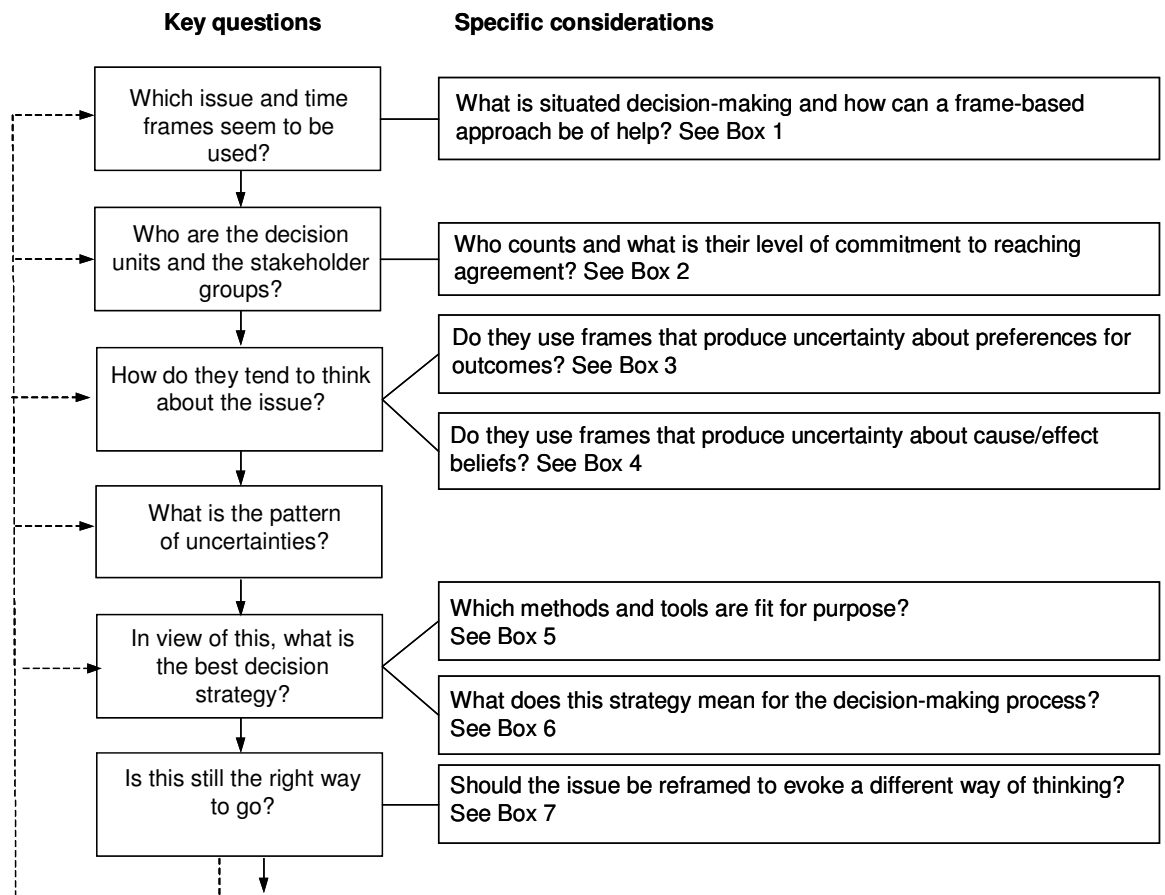 Key questions
Specific considerations
Which issue and time
frames seem to be
used?
What is situated decision-making and how can a frame-based
approach be of help? See Box 1
Who are the decision
units and the stakeholder
groups?
Who counts and what is their level of commitment to reaching
agreement? See Box 2
How do they tend to think
about the issue?
Do they use frames that produce uncertainty about preferences for
outcomes? See Box 3
Do they use frames that produce uncertainty about cause/effect
beliefs? See Box 4
What is the pattern
of uncertainties?
In view of this, what is
the best decision
strategy?
Which methods and tools are fit for purpose?
See Box 5
What does this strategy mean for the decision-making process?
See Box 6
Is this still the right way
to go?
Should the issue be reframed to evoke a different way of thinking?
See Box 7